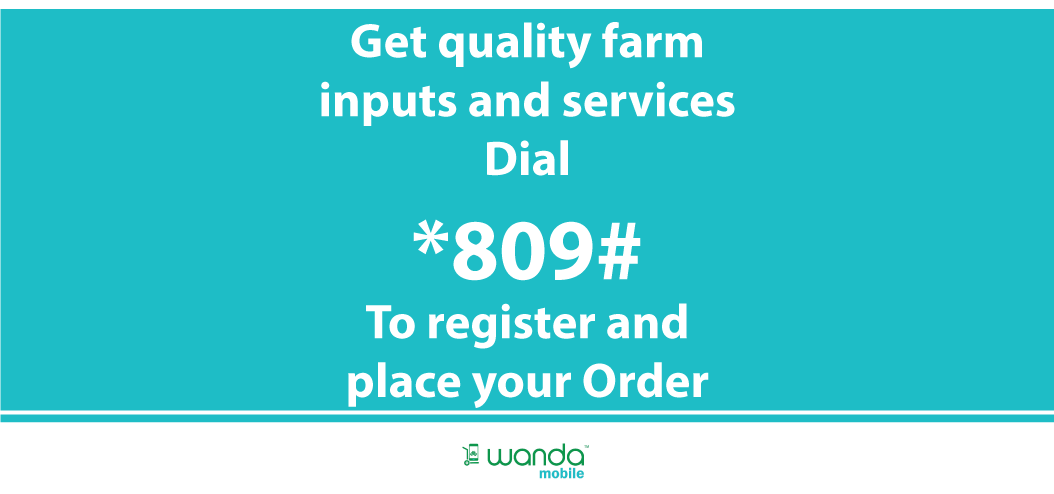 Get quality farm
inputs and services
Dial
*809#
To register and
place your Order
wanda™
mobile